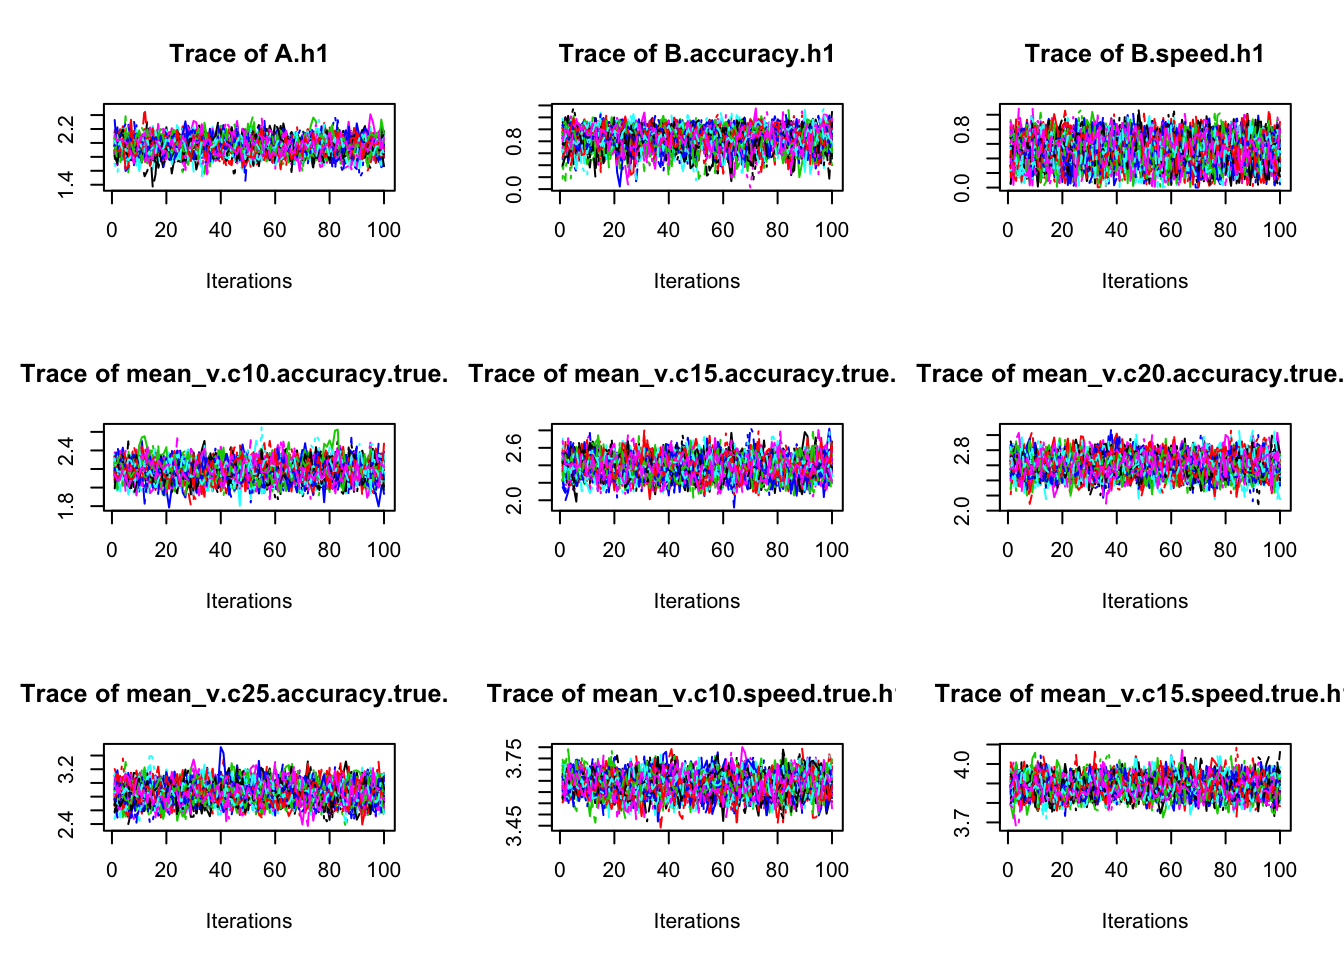 Trace of A.h1
Trace of B.accuracy.h1
Trace of B.speed.h1
2.2
1.4
0 20 40 60 80 100
Iterations
0.8
0.0
0 20 40 60 80 100
Iterations
0.8
0.0
0 20 40 60 80 100
Iterations
Trace of mean_v.c10.accuracy.true.
Trace of mean_v.c15.accuracy.true.
Trace of mean_v.c20.accuracy.true.
2.4
1.8
0 20 40 60 80 100
Iterations
2.6
2.0
0 20 40 60 80 100
Iterations
2.8
2.0
0 20 40 60 80 100
Iterations
Trace of mean_v.c25.accuracy.true.
Trace of mean_v.c10.speed.true.h1
Trace of mean_v.c15.speed.true.h1
3.2
2.4
0 20 40 60 80 100
Iterations
3.75
3.45
0 20 40 60 80 100
Iterations
4.0
3.7
0 20 40 60 80 100
Iterations